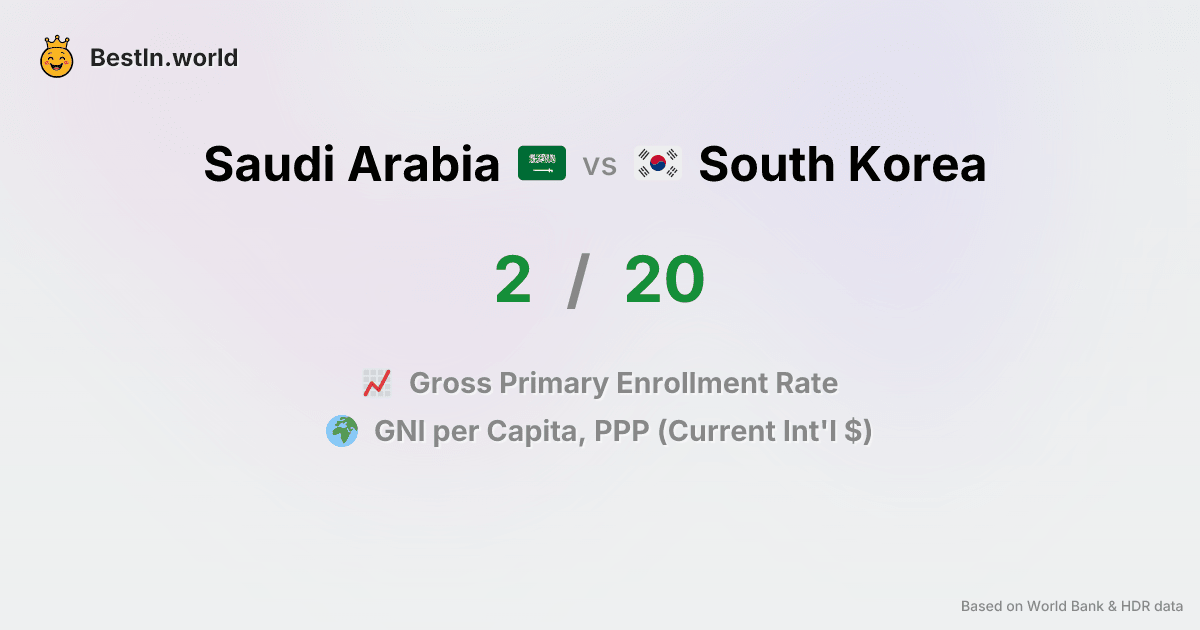 BestIn.world
Saudi Arabia vs South Korea
2 / 20
Gross Primary Enrollment Rate
GNI per Capita, PPP (Current Int'l $)
Based on World Bank & HDR data